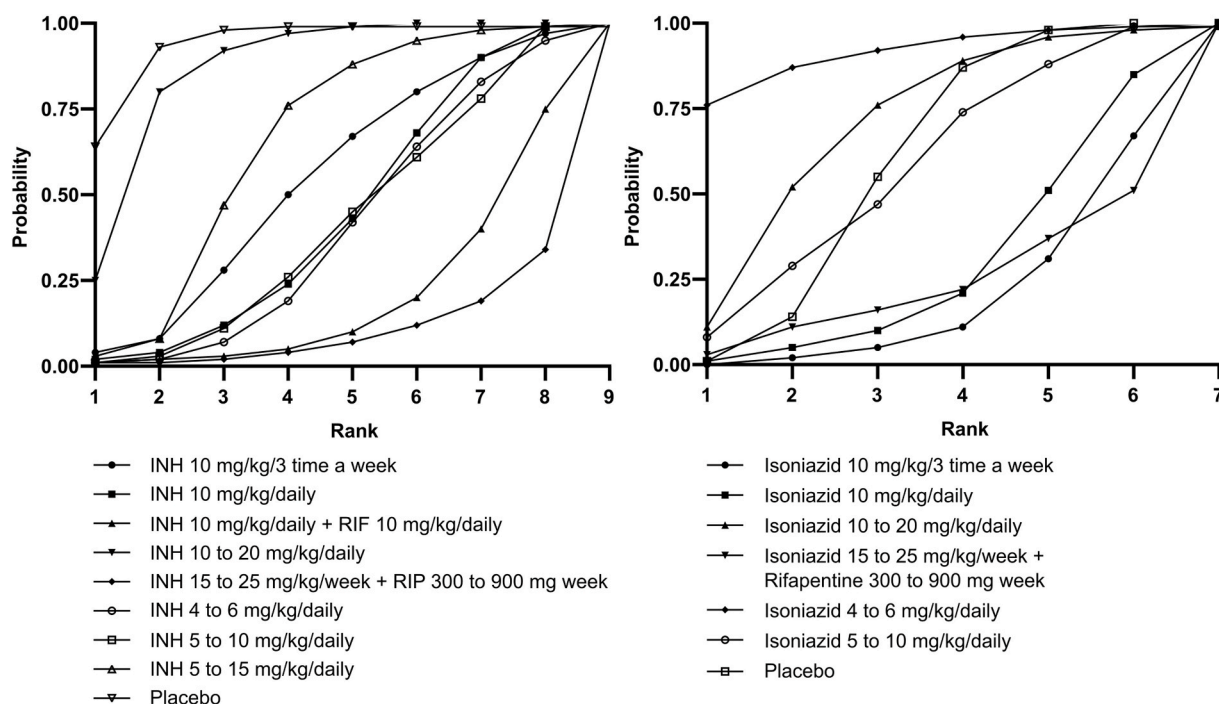 1.00
0.75
0.50
0.25
0.00
Probability
1 2 3 4 5 6 7 8 9
Rank
INH 10 mg/kg/3 time a week
INH 10 mg/kg/daily
INH 10 mg/kg/daily + RIF 10 mg/kg/daily
INH 10 to 20 mg/kg/daily
INH 15 to 25 mg/kg/week + RIP 300 to 900 mg week
INH 4 to 6 mg/kg/daily
INH 5 to 10 mg/kg/daily
INH 5 to 15 mg/kg/daily
Placebo
1.00
0.75
0.50
0.25
0.00
Probability
1 2 3 4 5 6 7
Rank
Isoniazid 10 mg/kg/3 time a week
Isoniazid 10 mg/kg/daily
Isoniazid 10 to 20 mg/kg/daily
Isoniazid 15 to 25 mg/kg/week +
Rifapentine 300 to 900 mg week
Isoniazid 4 to 6 mg/kg/daily
Isoniazid 5 to 10 mg/kg/daily
Placebo